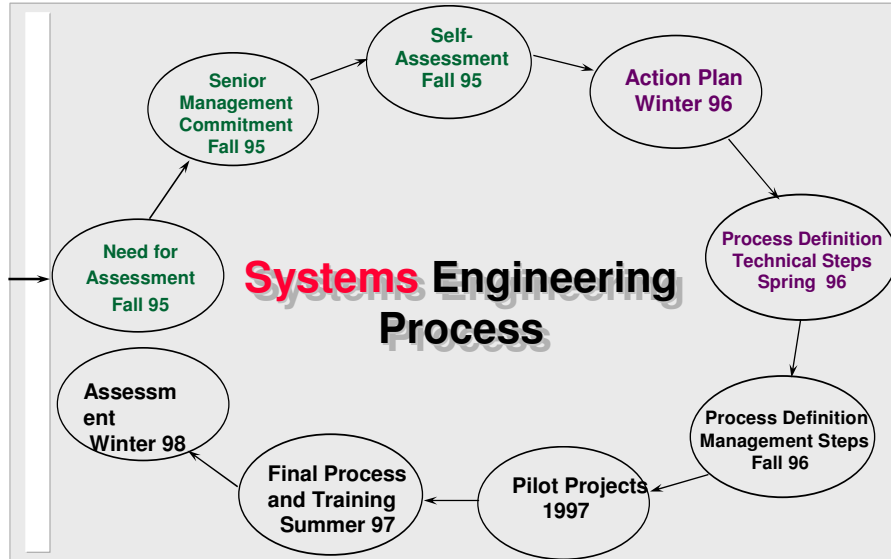 Self-
Assessment
Fall 95
Senior
Management
Commitment
Fall 95
Action Plan
Winter 96
Need for
Assessment
Fall 95
Systems Engineering
Process
Process Definition
Technical Steps
Spring 96
Process Definition
Management Steps
Fall 96
Pilot Projects
1997
Final Process
and Training
Summer 97
Assessm
ent
Winter 98